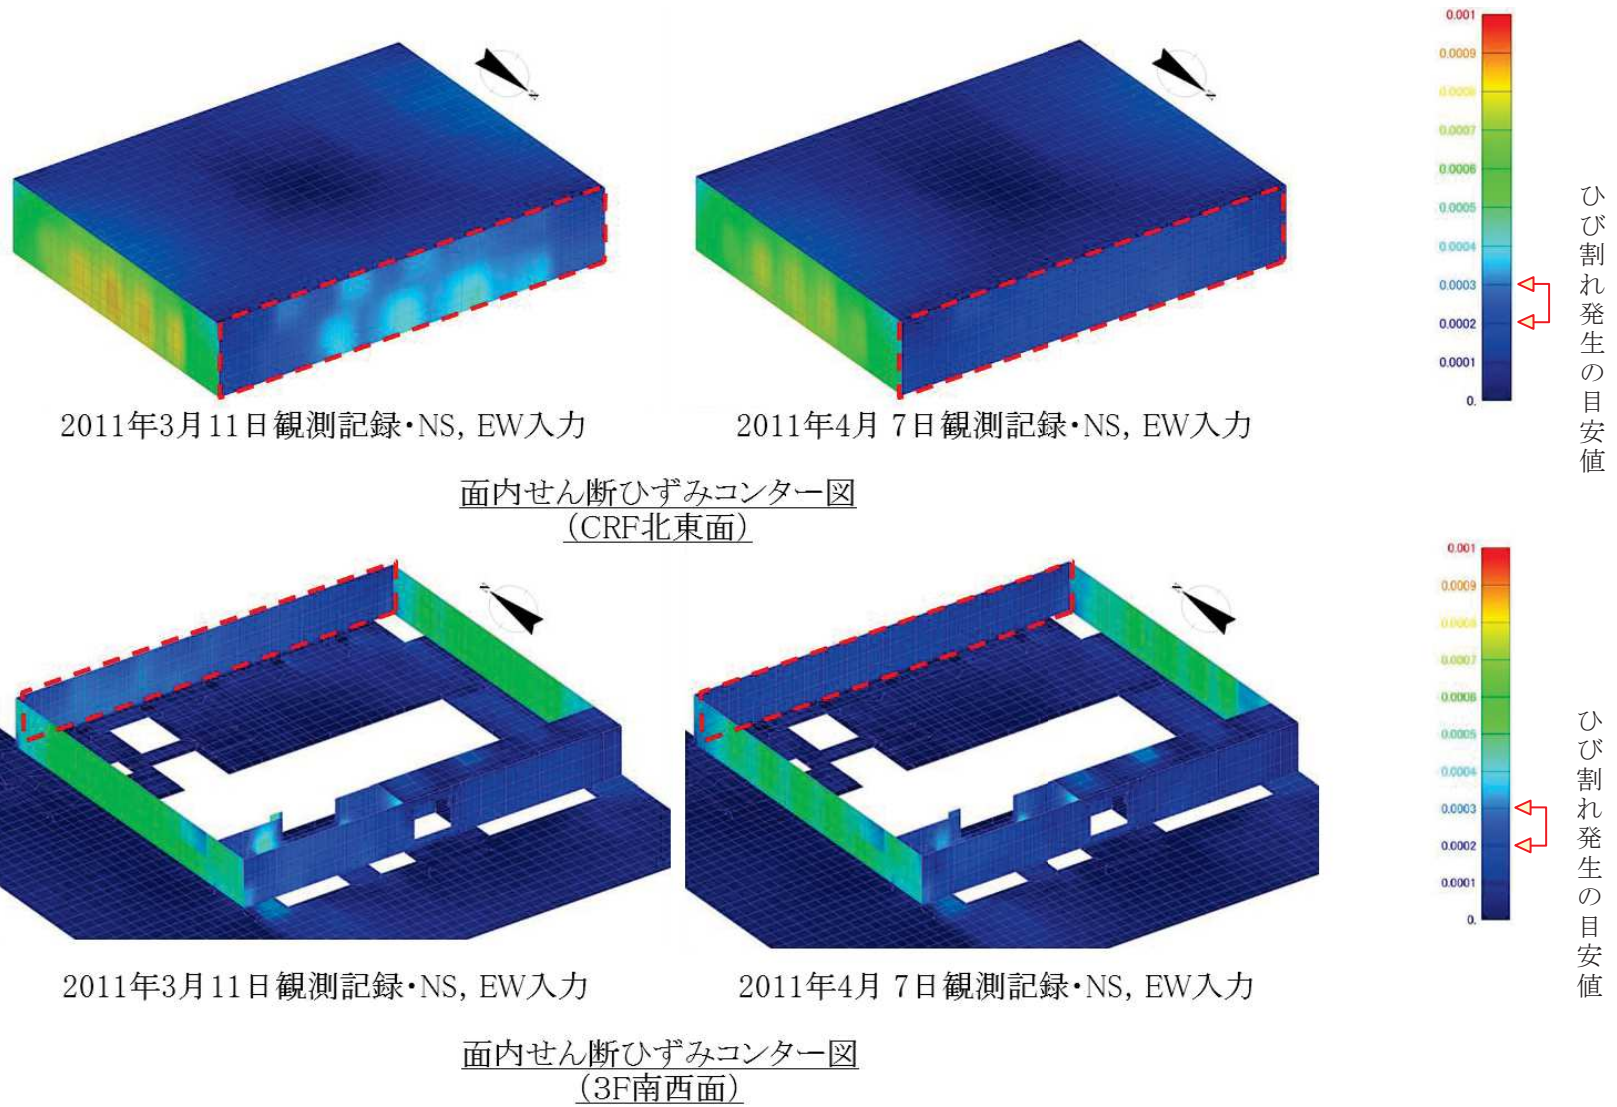 0.001
0.0009
0.0008
0.0007
0.0006
0.0005
0.0004
0.0003
0.0002
0.0001
0.
ひび割れ発生の目安値
N
N
2011年3月11日観測記録・NS, EW入力
2011年4月 7日観測記録・NS, EW入力
面内せん断ひずみコンター図
（CRF北東面）
0.001
0.0009
0.0008
0.0007
0.0006
0.0005
0.0004
0.0003
0.0002
0.0001
0.
ひび割れ発生の目安値
N
N
2011年3月11日観測記録・NS, EW入力
2011年4月 7日観測記録・NS, EW入力
面内せん断ひずみコンター図
（3F南西面）